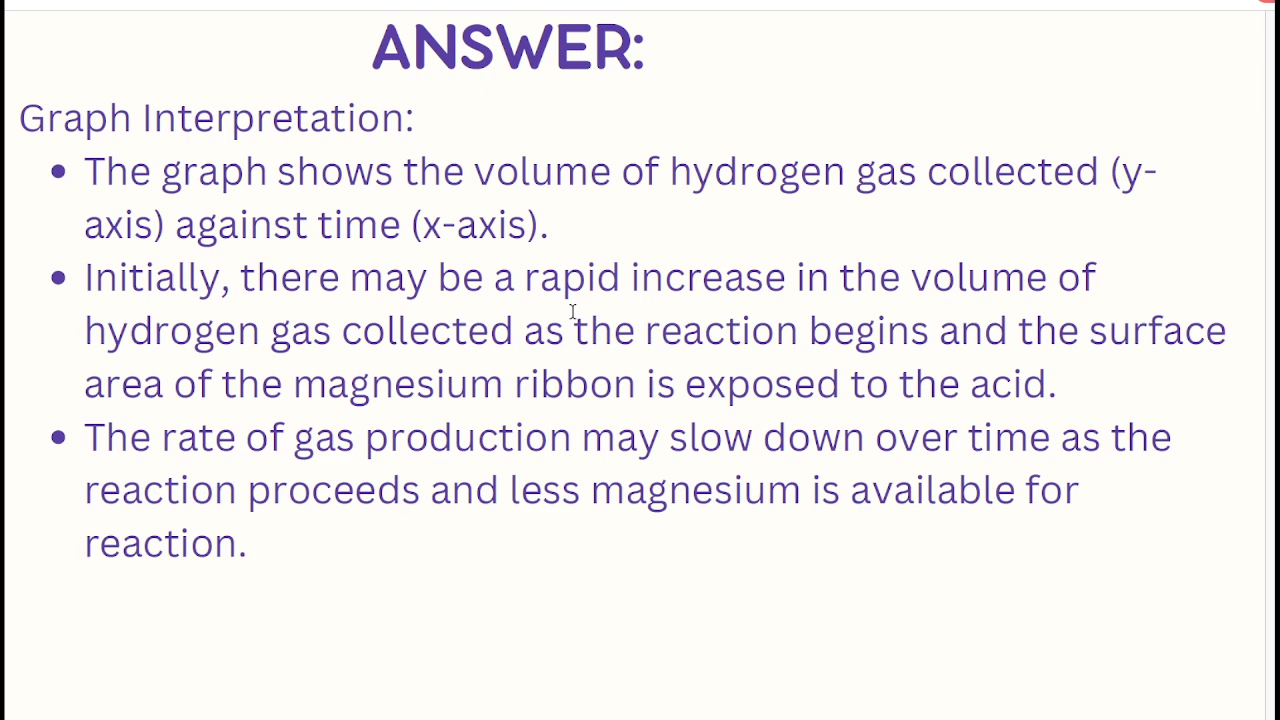 ANSWER:
Graph Interpretation:
• The graph shows the volume of hydrogen gas collected (y-
axis) against time (x-axis).
• Initially, there may be a rapid increase in the volume of
hydrogen gas collected as the reaction begins and the surface
area of the magnesium ribbon is exposed to the acid.
• The rate of gas production may slow down over time as the
reaction proceeds and less magnesium is available for
reaction.